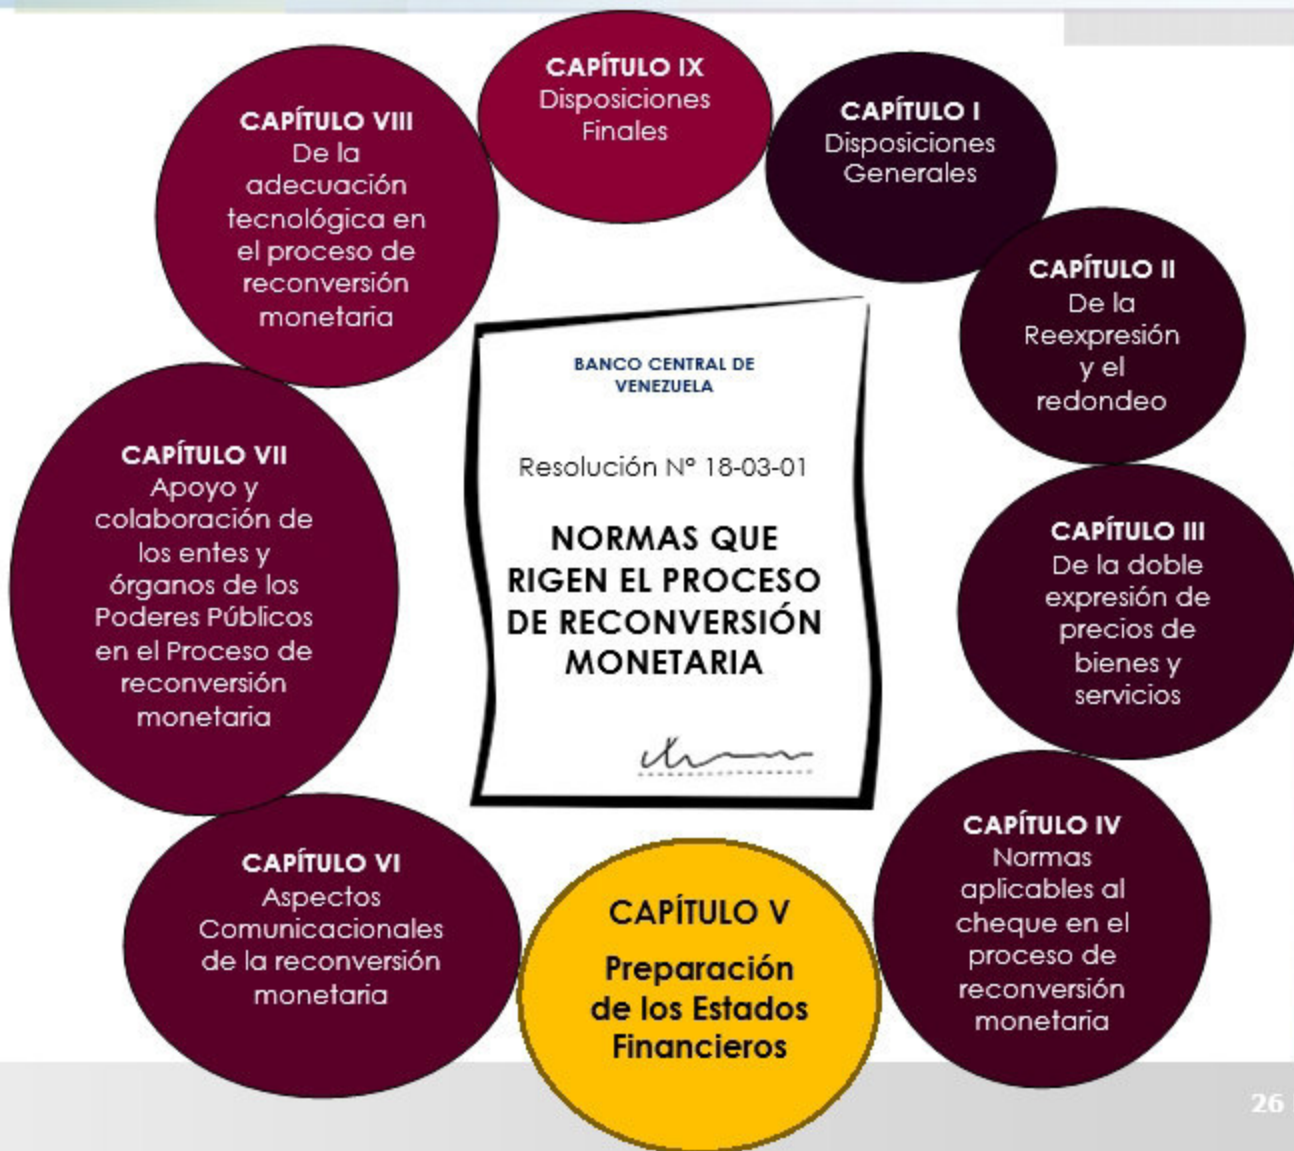 CAPÍTULO IX
Disposiciones
Finales
CAPÍTULO I
Disposiciones
Generales
CAPÍTULO II
De la
Reexpresión
y el
redondeo
CAPÍTULO III
De la doble
expresión de
precios de
bienes y
servicios
CAPÍTULO IV
Normas
aplicables al
cheque en el
proceso de
reconversión
monetaria
CAPÍTULO V
Preparación
de los Estados
Financieros
CAPÍTULO VI
Aspectos
Comunicacionales
de la reconversión
monetaria
CAPÍTULO VII
Apoyo y
colaboración de
los entes y
órganos de los
Poderes Públicos
en el Proceso de
reconversión
monetaria
CAPÍTULO VIII
De la
adecuación
tecnológica en
el proceso de
reconversión
monetaria
BANCO CENTRAL DE
VENEZUELA
Resolución N° 18-03-01
NORMAS QUE
RIGEN EL PROCESO
DE RECONVERSIÓN
MONETARIA
26